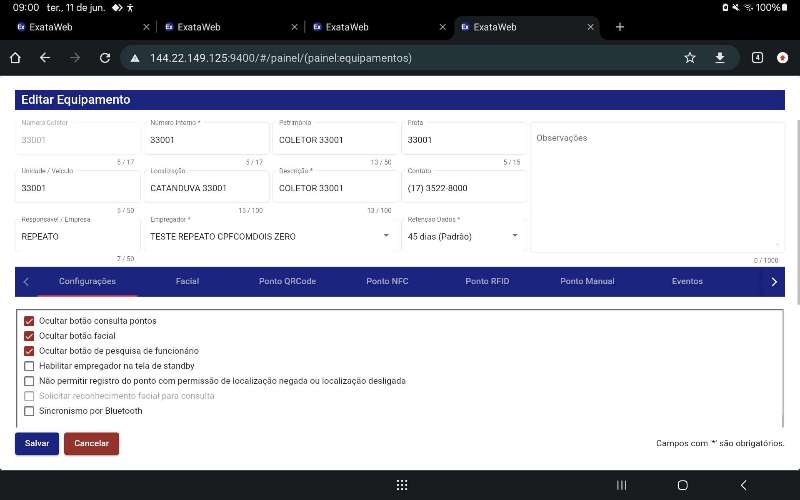 09:00 ter., 11 de jun. 100%
ExataWeb ExataWeb ExataWeb ExataWeb
144.22.149.125:9400/#/painel/(painel:equipamentos) 4
Editar Equipamento
Número Coletor Número Interno * Patrimônio Frota
33001 33001 COLETOR 33001 33001 Observações
5 / 17 5 / 17 13 / 50 5 / 15
Unidade / Veículo Localização Descrição * Contato
33001 CATANDUVA 33001 COLETOR 33001 (17) 3522-8000
5 / 50 15 / 100 13 / 100
Responsável / Empresa Empregador * Retenção Dados *
REPEATO TESTE REPEATO CPFCOMDOIS ZERO 45 dias (Padrão)
7 / 50 0 / 1000
Configurações Facial Ponto QRCode Ponto NFC Ponto RFID Ponto Manual Eventos
Ocultar botão consulta pontos
Ocultar botão facial
Ocultar botão de pesquisa de funcionário
Habilitar empregador na tela de standby
Não permitir registro do ponto com permissão de localização negada ou localização desligada
Solicitar reconhecimento facial para consulta
Sincronismo por Bluetooth
Salvar Cancelar Campos com '*' são obrigatórios.